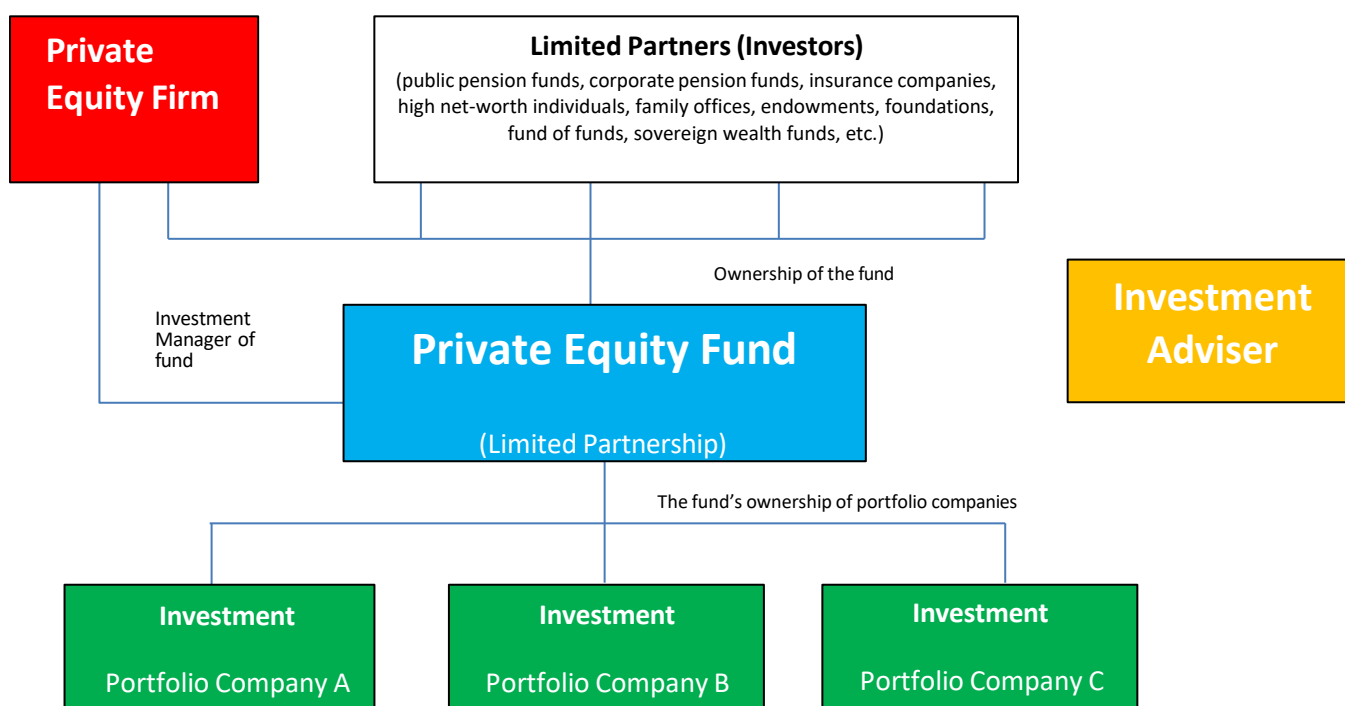 Private
Equity Firm
Limited Partners (Investors)
(public pension funds, corporate pension funds, insurance companies,
high net-worth individuals, family offices, endowments, foundations,
fund of funds, sovereign wealth funds, etc.)
Ownership of the fund
Investment
Manager of
fund
Private Equity Fund
(Limited Partnership)
Investment
Adviser
The fund’s ownership of portfolio companies
Investment
Portfolio Company A
Investment
Portfolio Company B
Investment
Portfolio Company C